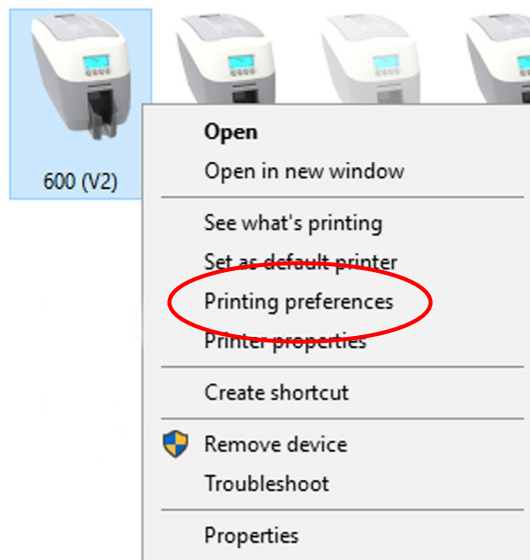 600 (V2)
Open
Open in new window
See what's printing
Set as default printer
Printing preferences
Printer properties
Create shortcut
Remove device
Troubleshoot
Properties